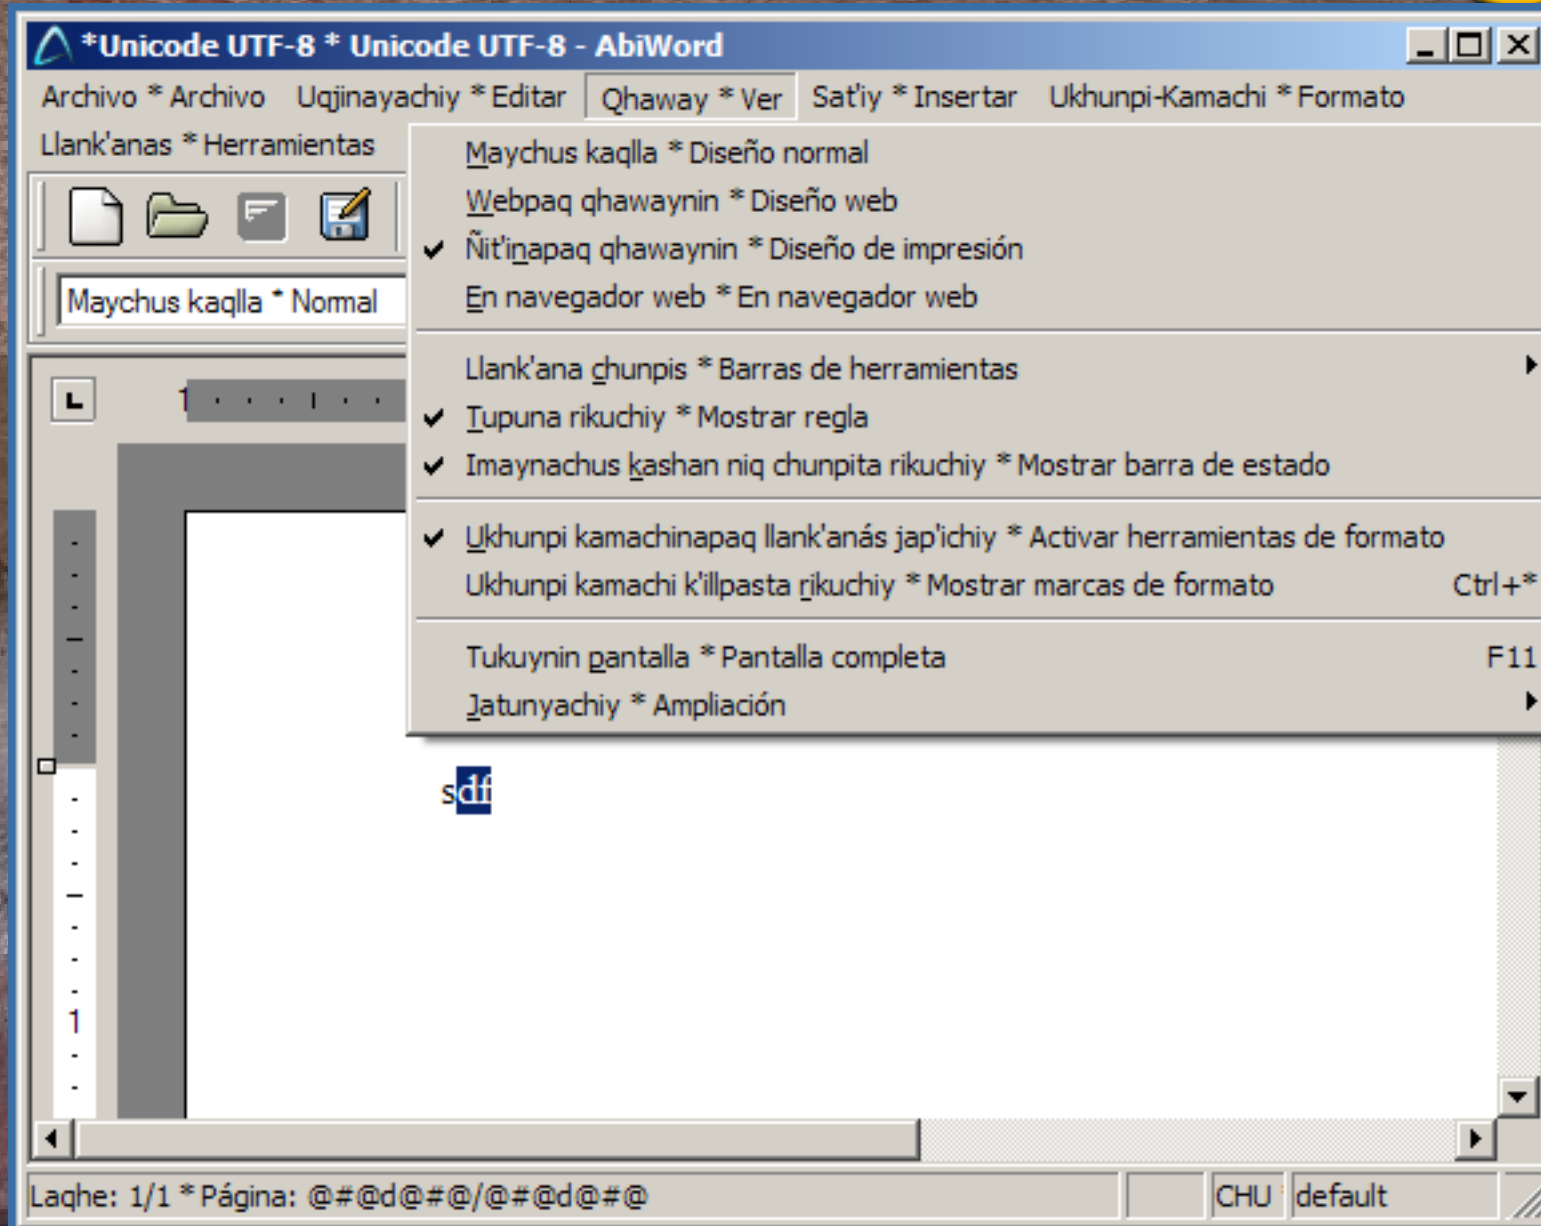 *Unicode UTF-8 * Unicode UTF-8 - AbiWord
Archivo * Archivo Uqjinayachiy * Editar Qhaway * Ver Sat'iy * Insertar Ukhunpi-Kamachi * Formato
Llank'anas * Herramientas
Maychus kaqlla * Diseño normal
Webpaq qhawaynin * Diseño web
Ñit'inapaq qhawaynin * Diseño de impresión
En navegador web * En navegador web
Maychus kaqlla * Normal
Llank'ana chunpis * Barras de herramientas
Tupuna rikuchiy * Mostrar regla
Imaynachus kashan niq chunpita rikuchiy * Mostrar barra de estado
Ukhunpi kamachinapaq llank'anás jap'ichiy * Activar herramientas de formato
Ukhunpi kamachi k'illpasta rikuchiy * Mostrar marcas de formato Ctrl+*
Tukuynin pantalla * Pantalla completa F11
Jatunyachiy * Ampliación
1
sdf
1
Laqhe: 1/1 * Página: @#@d@#@/@#@d@#@ CHU default